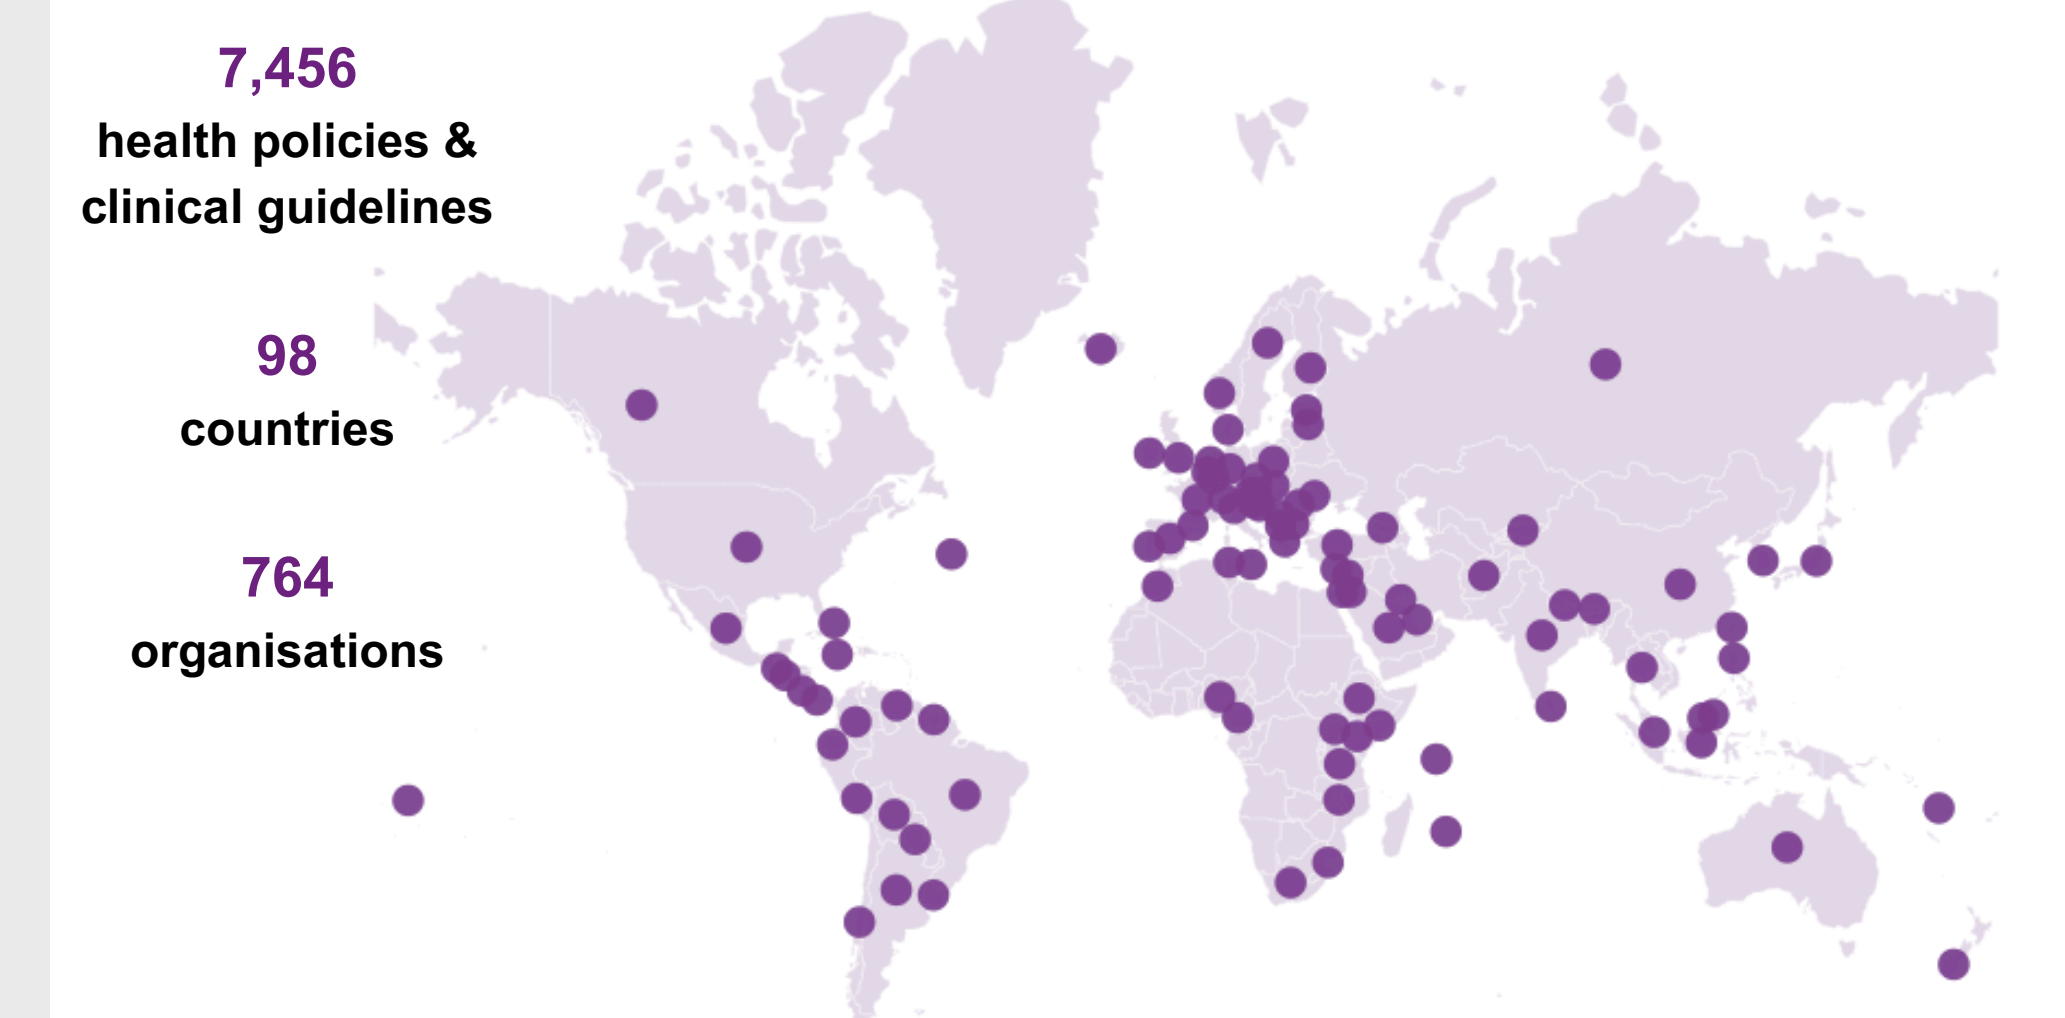 7,456
health policies &
clinical guidelines
98
countries
764
organisations